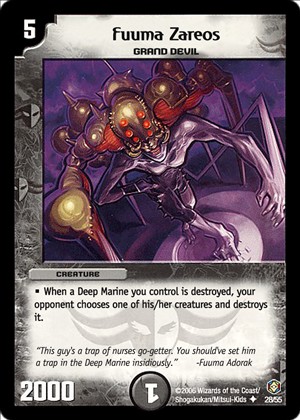 5
Fuuma Zareos
GRAND DEVIL
CREATURE
▪ When a Deep Marine you control is destroyed, your
opponent chooses one of his/her creatures and destroys
it.
"This guy's a trap of nerves go-getter. You should've set him
a trap in the Deep Marine insidiously." -Fuuma Adorak
2000
1
©2006 Wizards of the Coast/
Shogakukan/Mitsui-Kids ♦ 28/55